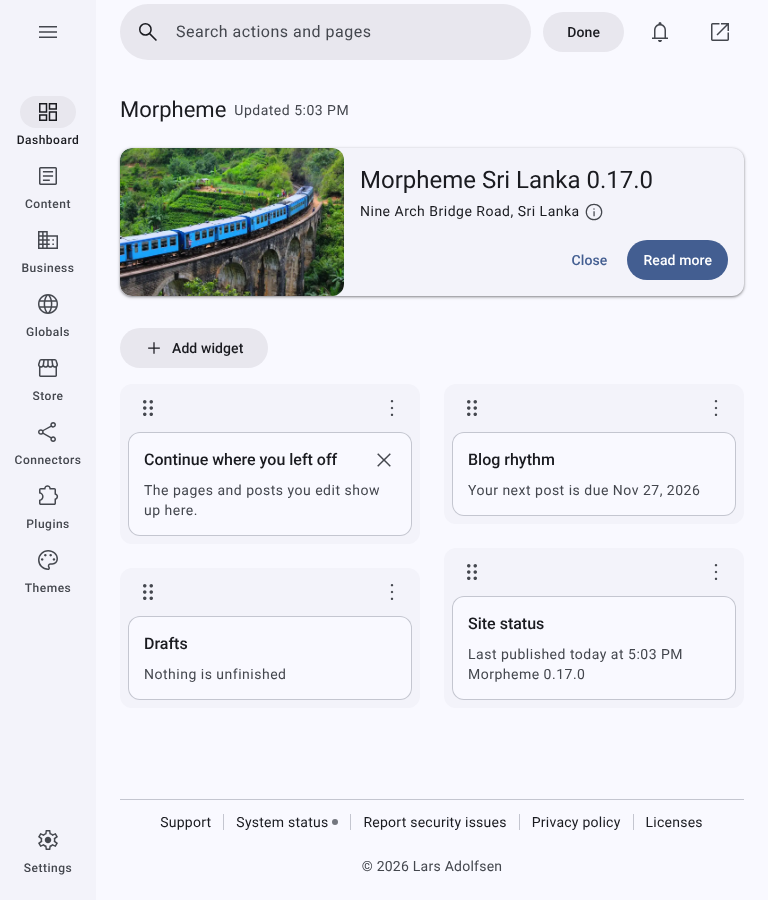 Search actions and pages
Done
Dashboard
Content
Business
Globals
Store
Connectors
Plugins
Themes
Settings
Morpheme Updated 5:03 PM
Morpheme Sri Lanka 0.17.0
Nine Arch Bridge Road, Sri Lanka
Close
Read more
Add widget
Continue where you left off
The pages and posts you edit show
up here.
Blog rhythm
Your next post is due Nov 27, 2026
Drafts
Nothing is unfinished
Site status
Last published today at 5:03 PM
Morpheme 0.17.0
Support
System status
Report security issues
Privacy policy
Licenses
© 2026 Lars Adolfsen